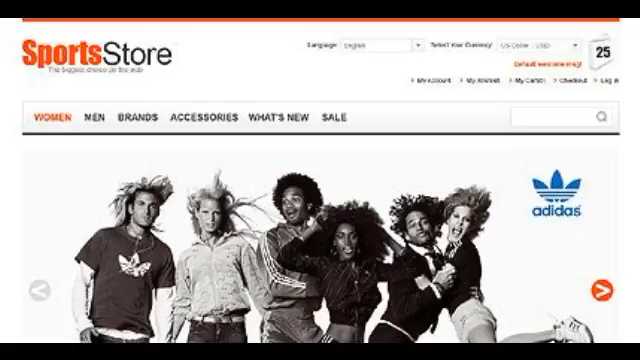 SportsStore
The biggest choice on the web
Language: English
Select Your Currency: US Dollar - USD
25
Default welcome msg!
My Account My Wishlist My Cart Checkout Log In
WOMEN MEN BRANDS ACCESSORIES WHAT'S NEW SALE
adidas